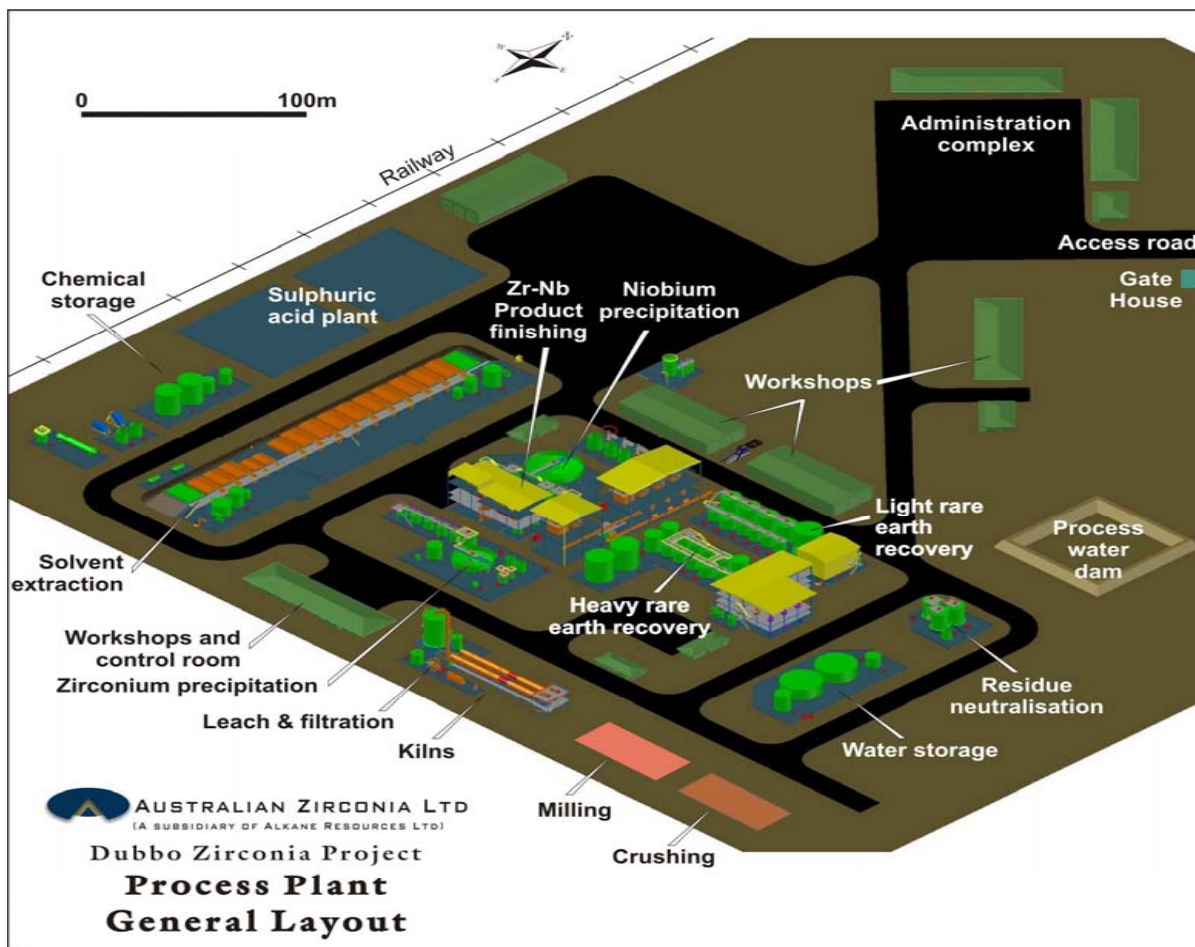 N
W
E
S
0
100m
Railway
Administration
complex
Access road
Gate
House
Chemical
storage
Sulphuric
acid plant
Zr-Nb
Product
finishing
Niobium
precipitation
Workshops
Light rare
earth
recovery
Process
water
dam
Solvent
extraction
Heavy rare
earth recovery
Workshops and
control room
Zirconium precipitation
Residue
neutralisation
Leach & filtration
Water storage
Kilns
Milling
Crushing
AUSTRALIAN ZIRCONIA LTD
(A SUBSIDIARY OF ALKANE RESOURCES LTD)
Dubbo Zirconia Project
Process Plant
General Layout